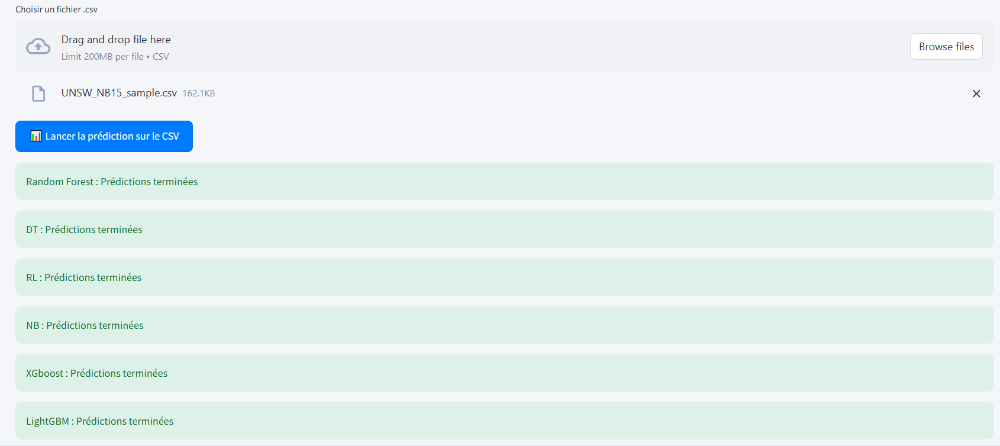 Choisir un fichier .csv
Drag and drop file here
Limit 200MB per file • CSV
Browse files
UNSW_NB15_sample.csv 162.1KB
Lancer la prédiction sur le CSV
Random Forest : Prédictions terminées
DT : Prédictions terminées
RL : Prédictions terminées
NB : Prédictions terminées
XGboost : Prédictions terminées
LightGBM : Prédictions terminées